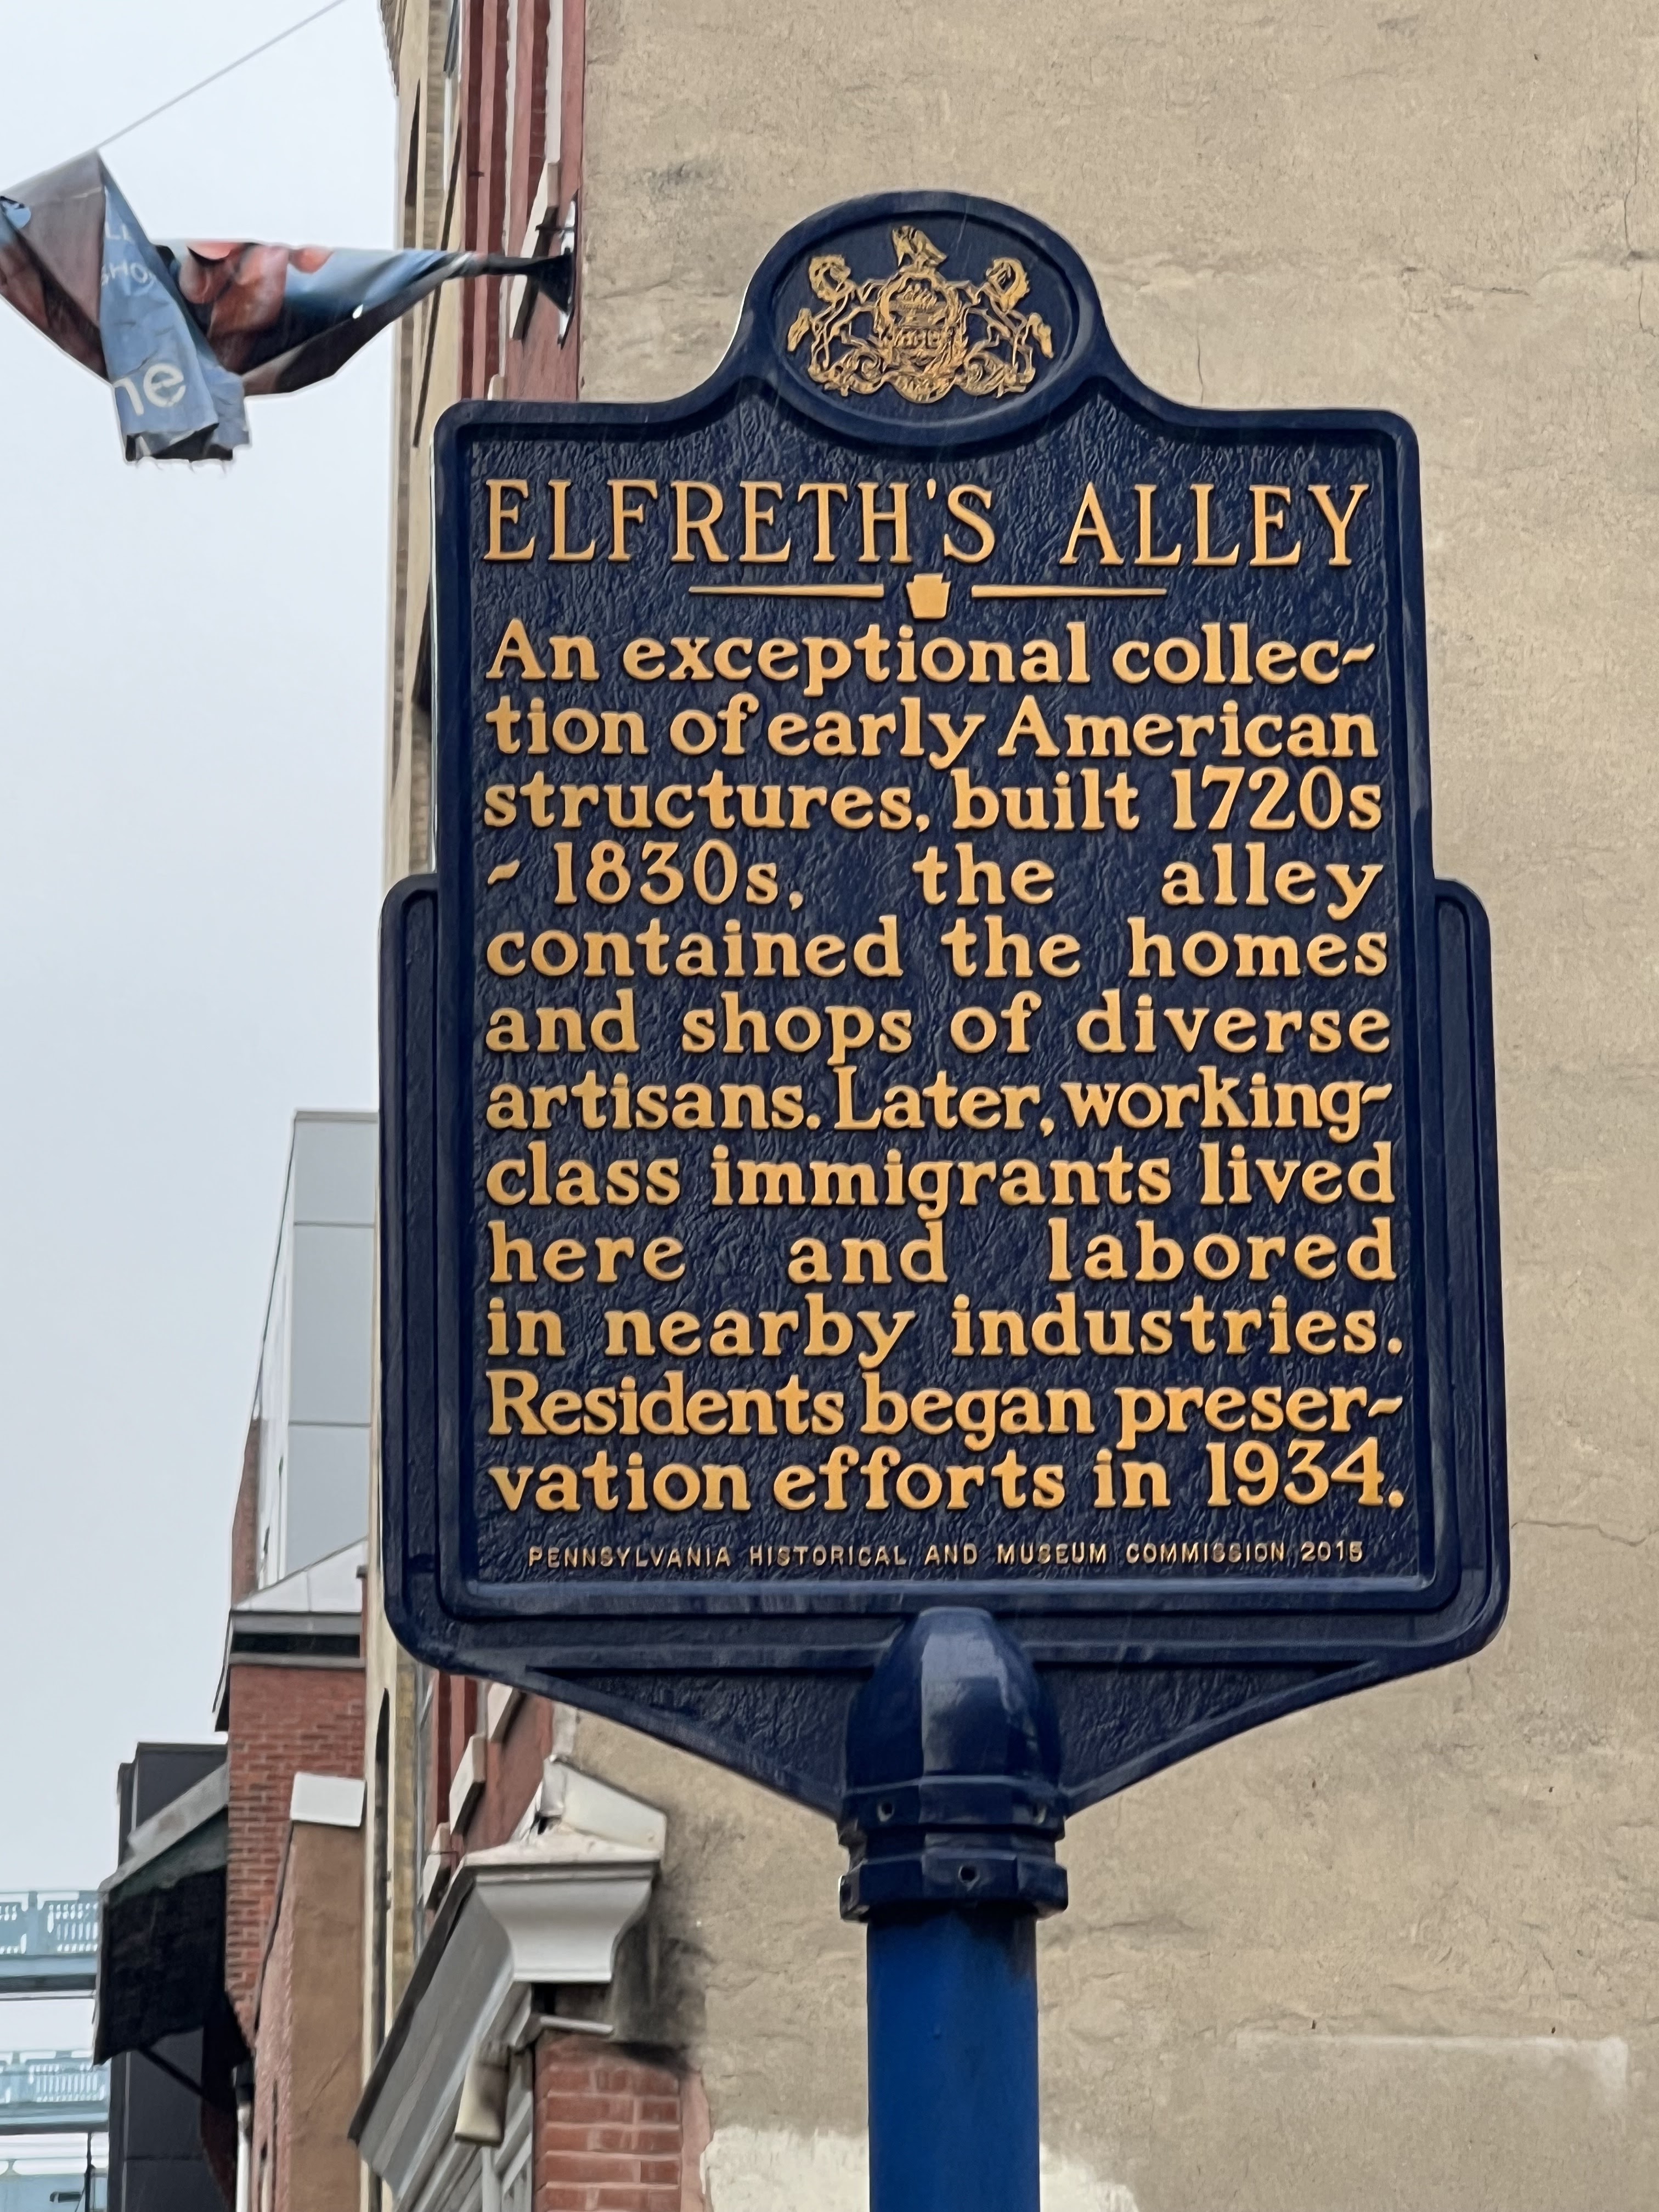 ELFRETH'S ALLEY
An exceptional collec-
tion of early American
structures, built 1720s
- 1830s, the alley
contained the homes
and shops of diverse
artisans. Later, working-
class immigrants lived
here and labored
in nearby industries.
Residents began preser-
vation efforts in 1934.
PENNSYLVANIA HISTORICAL AND MUSEUM COMMISSION 2015